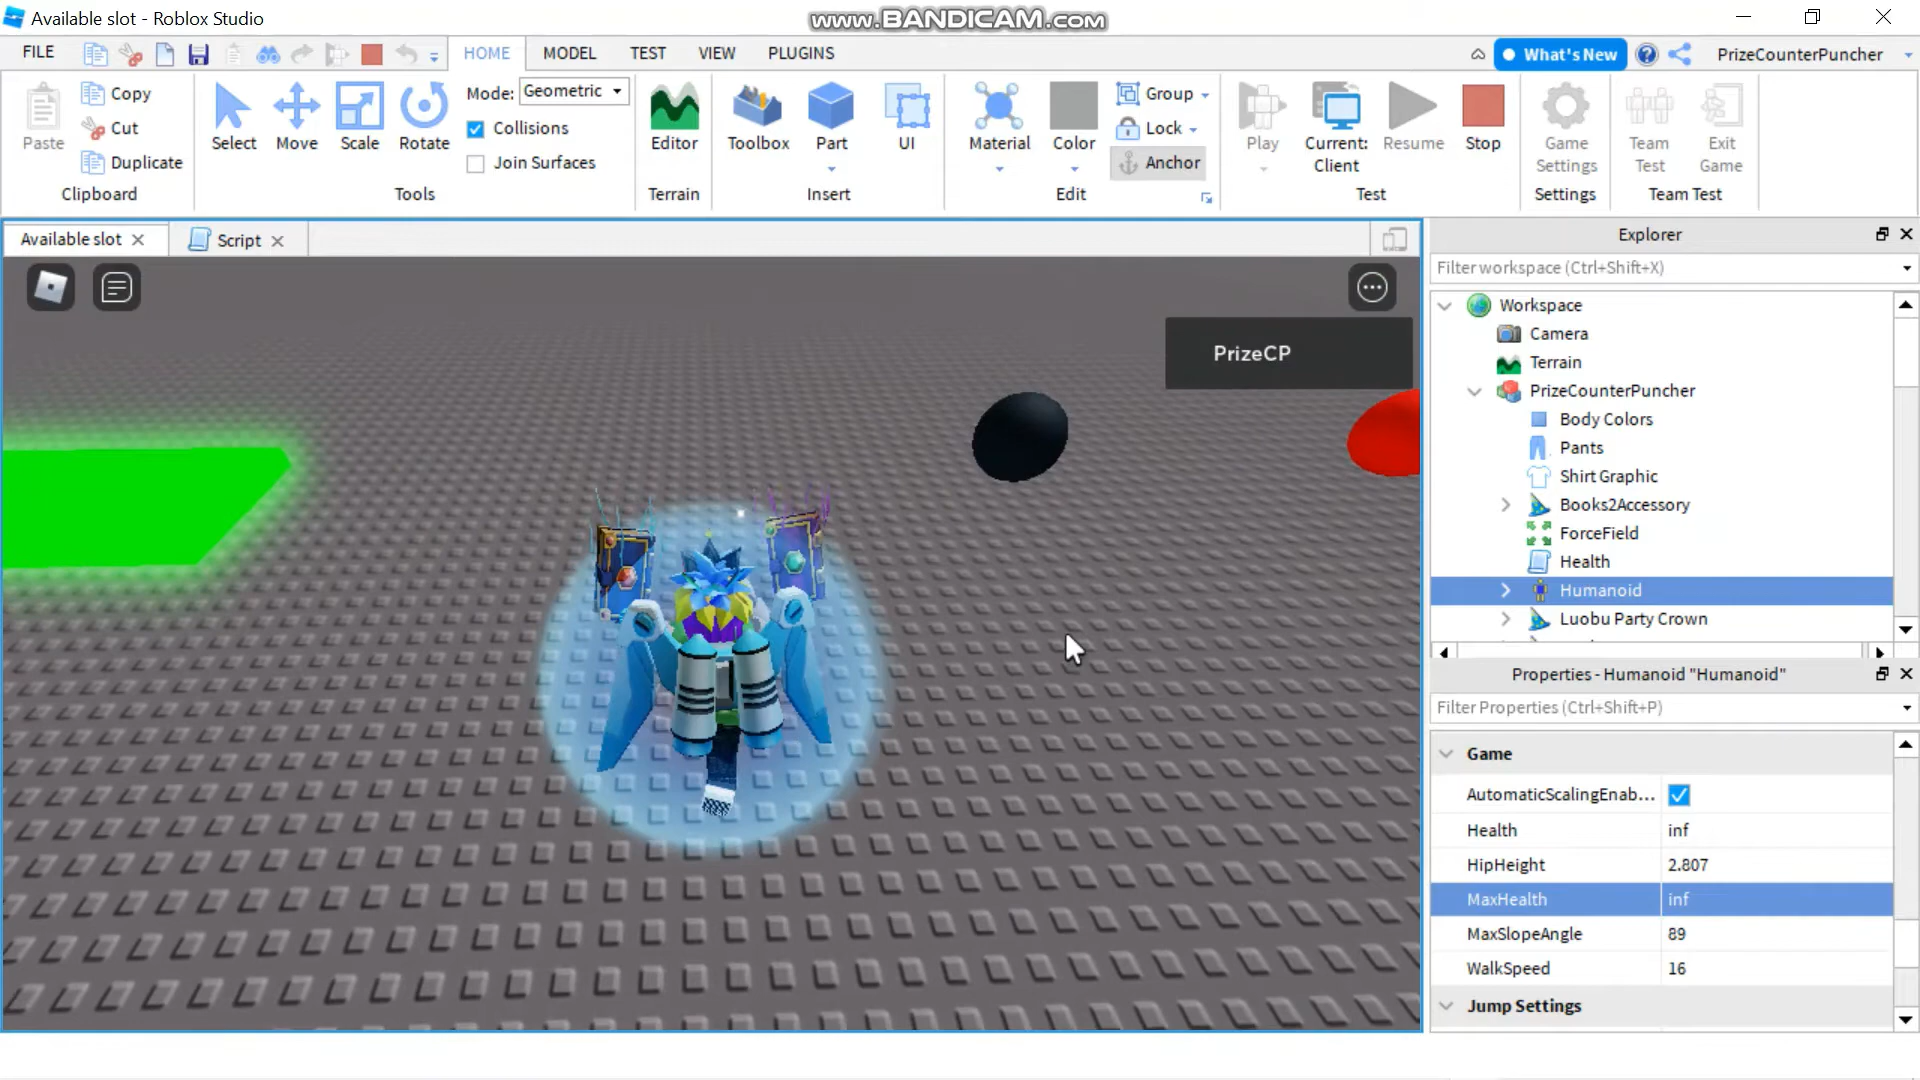 Available slot - Roblox Studio
www.BANDICAM.com
FILE
HOME
MODEL
TEST
VIEW
PLUGINS
What's New
PrizeCounterPuncher
Paste
Copy
Cut
Duplicate
Clipboard
Select
Move
Scale
Rotate
Mode: Geometric
Collisions
Join Surfaces
Tools
Editor
Terrain
Toolbox
Part
UI
Insert
Material
Color
Group
Lock
Anchor
Edit
Play
Current:
Client
Resume
Stop
Test
Game
Settings
Settings
Team
Test
Exit
Game
Team Test
Available slot
Script
PrizeCP
Explorer
Filter workspace (Ctrl+Shift+X)
Workspace
Camera
Terrain
PrizeCounterPuncher
Body Colors
Pants
Shirt Graphic
Books2Accessory
ForceField
Health
Humanoid
Luobu Party Crown
Properties - Humanoid "Humanoid"
Filter Properties (Ctrl+Shift+P)
Game
AutomaticScalingEnab...
Health inf
HipHeight 2.807
MaxHealth inf
MaxSlopeAngle 89
WalkSpeed 16
Jump Settings